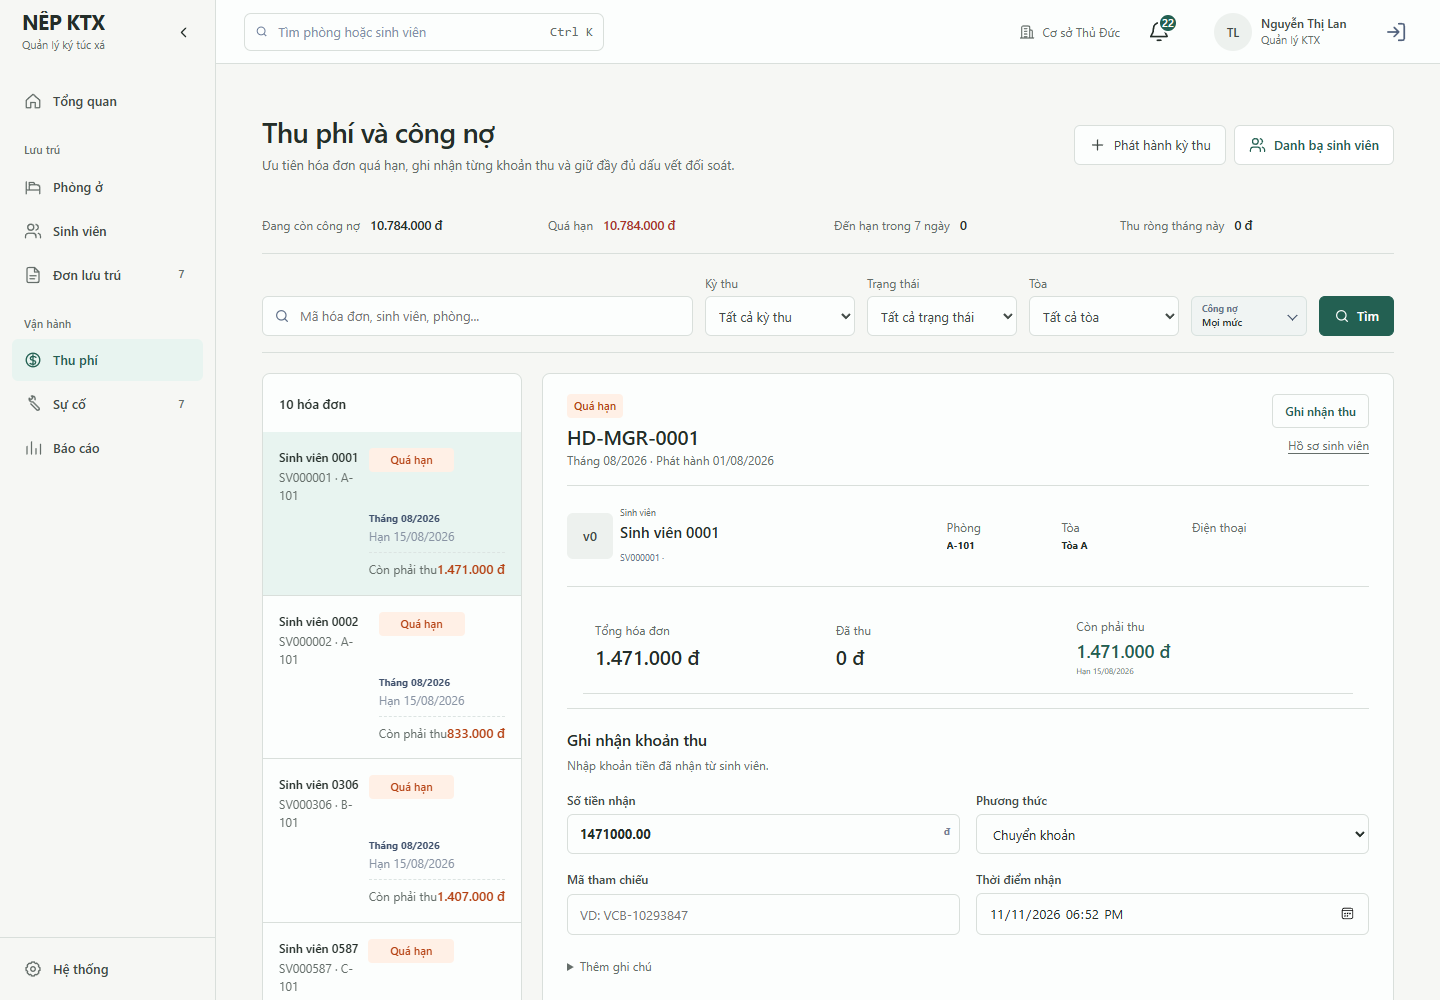 NẾP KTX
Quản lý ký túc xá
Tổng quan
Lưu trú
Phòng ở
Sinh viên
Đơn lưu trú 7
Vận hành
Thu phí
Sự cố 7
Báo cáo
Hệ thống
Tìm phòng hoặc sinh viên Ctrl K
Cơ sở Thủ Đức
22
TL
Nguyễn Thị Lan
Quản lý KTX
Thu phí và công nợ
Ưu tiên hóa đơn quá hạn, ghi nhận từng khoản thu và giữ đầy đủ dấu vết đối soát.
Phát hành kỳ thu
Danh bạ sinh viên
Đang còn công nợ 10.784.000 đ
Quá hạn 10.784.000 đ
Đến hạn trong 7 ngày 0
Thu ròng tháng này 0 đ
Mã hóa đơn, sinh viên, phòng...
Kỳ thu
Tất cả kỳ thu
Trạng thái
Tất cả trạng thái
Tòa
Tất cả tòa
Công nợ
Mọi mức
Tìm
10 hóa đơn
Sinh viên 0001 Quá hạn
SV000001 · A-
101
Tháng 08/2026
Hạn 15/08/2026
Còn phải thu1.471.000 đ
Sinh viên 0002 Quá hạn
SV000002 · A-
101
Tháng 08/2026
Hạn 15/08/2026
Còn phải thu833.000 đ
Sinh viên 0306 Quá hạn
SV000306 · B-
101
Tháng 08/2026
Hạn 15/08/2026
Còn phải thu1.407.000 đ
Sinh viên 0587 Quá hạn
SV000587 · C-
101
Quá hạn
HD-MGR-0001
Tháng 08/2026 · Phát hành 01/08/2026
Ghi nhận thu
Hồ sơ sinh viên
v0
Sinh viên
Sinh viên 0001
SV000001 ·
Phòng
A-101
Tòa
Tòa A
Điện thoại
Tổng hóa đơn
1.471.000 đ
Đã thu
0 đ
Còn phải thu
1.471.000 đ
Hạn 15/08/2026
Ghi nhận khoản thu
Nhập khoản tiền đã nhận từ sinh viên.
Số tiền nhận
1471000.00 đ
Phương thức
Chuyển khoản
Mã tham chiếu
VD: VCB-10293847
Thời điểm nhận
11/11/2026 06:52 PM
Thêm ghi chú